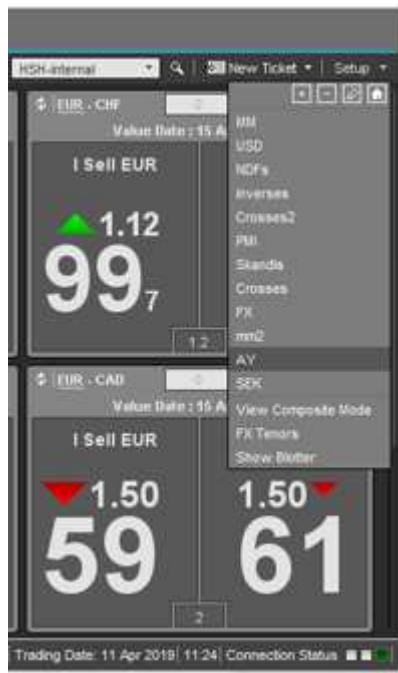 HSH-internal New Ticket Setup
EUR - CHF
Value Date : 15 A
I Sell EUR
1.12
99 7
1.2
MM
USD
NDFs
Inverses
Crosses2
PMI
Skandis
Crosses
FX
mm2
AY
SEK
View Composite Mode
FX Tenors
Show Blotter
EUR - CAD
Value Date : 15 A
I Sell EUR
1.50 1.50
59 61
2
Trading Date: 11 Apr 2019 11:24 Connection Status